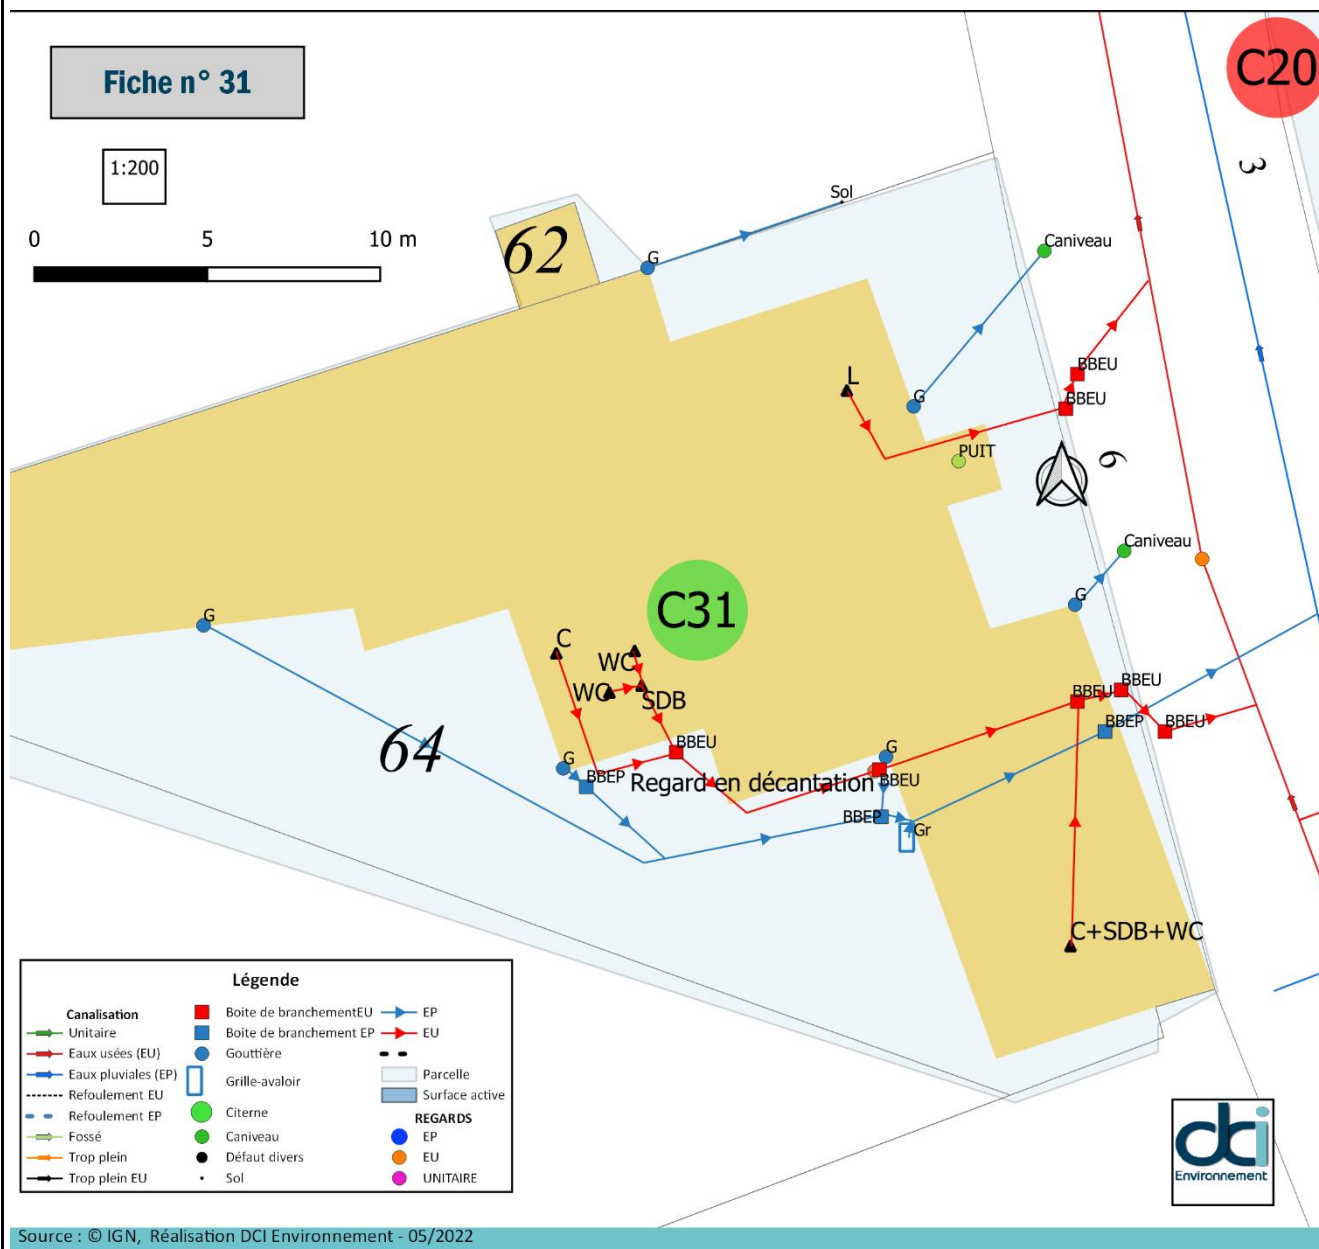 Fiche n° 31
C20
1:200
3
0 5 10 m
Sol
62
G
Caniveau
L
BBEU
G
BBEU
PUIT
6
Caniveau
C31
G
G
C
WC
WC
SDB
BBEU
BBEU
64
BBEU
BBEP
BBEU
G
G
BBEP
Regard en décantation
BBEU
BBEP
Gr
C+SDB+WC
Légende
Canalisation
Unitaire
Eaux usées (EU)
Eaux pluviales (EP)
Refoulement EU
Refoulement EP
Fossé
Trop plein
Trop plein EU
Boite de branchementEU
Boite de branchement EP
Gouttière
Grille-avaloir
Citerne
Caniveau
Défaut divers
Sol
EP
EU
Parcelle
Surface active
REGARDS
EP
EU
UNITAIRE
dci
Environnement
Source : © IGN, Réalisation DCI Environnement - 05/2022